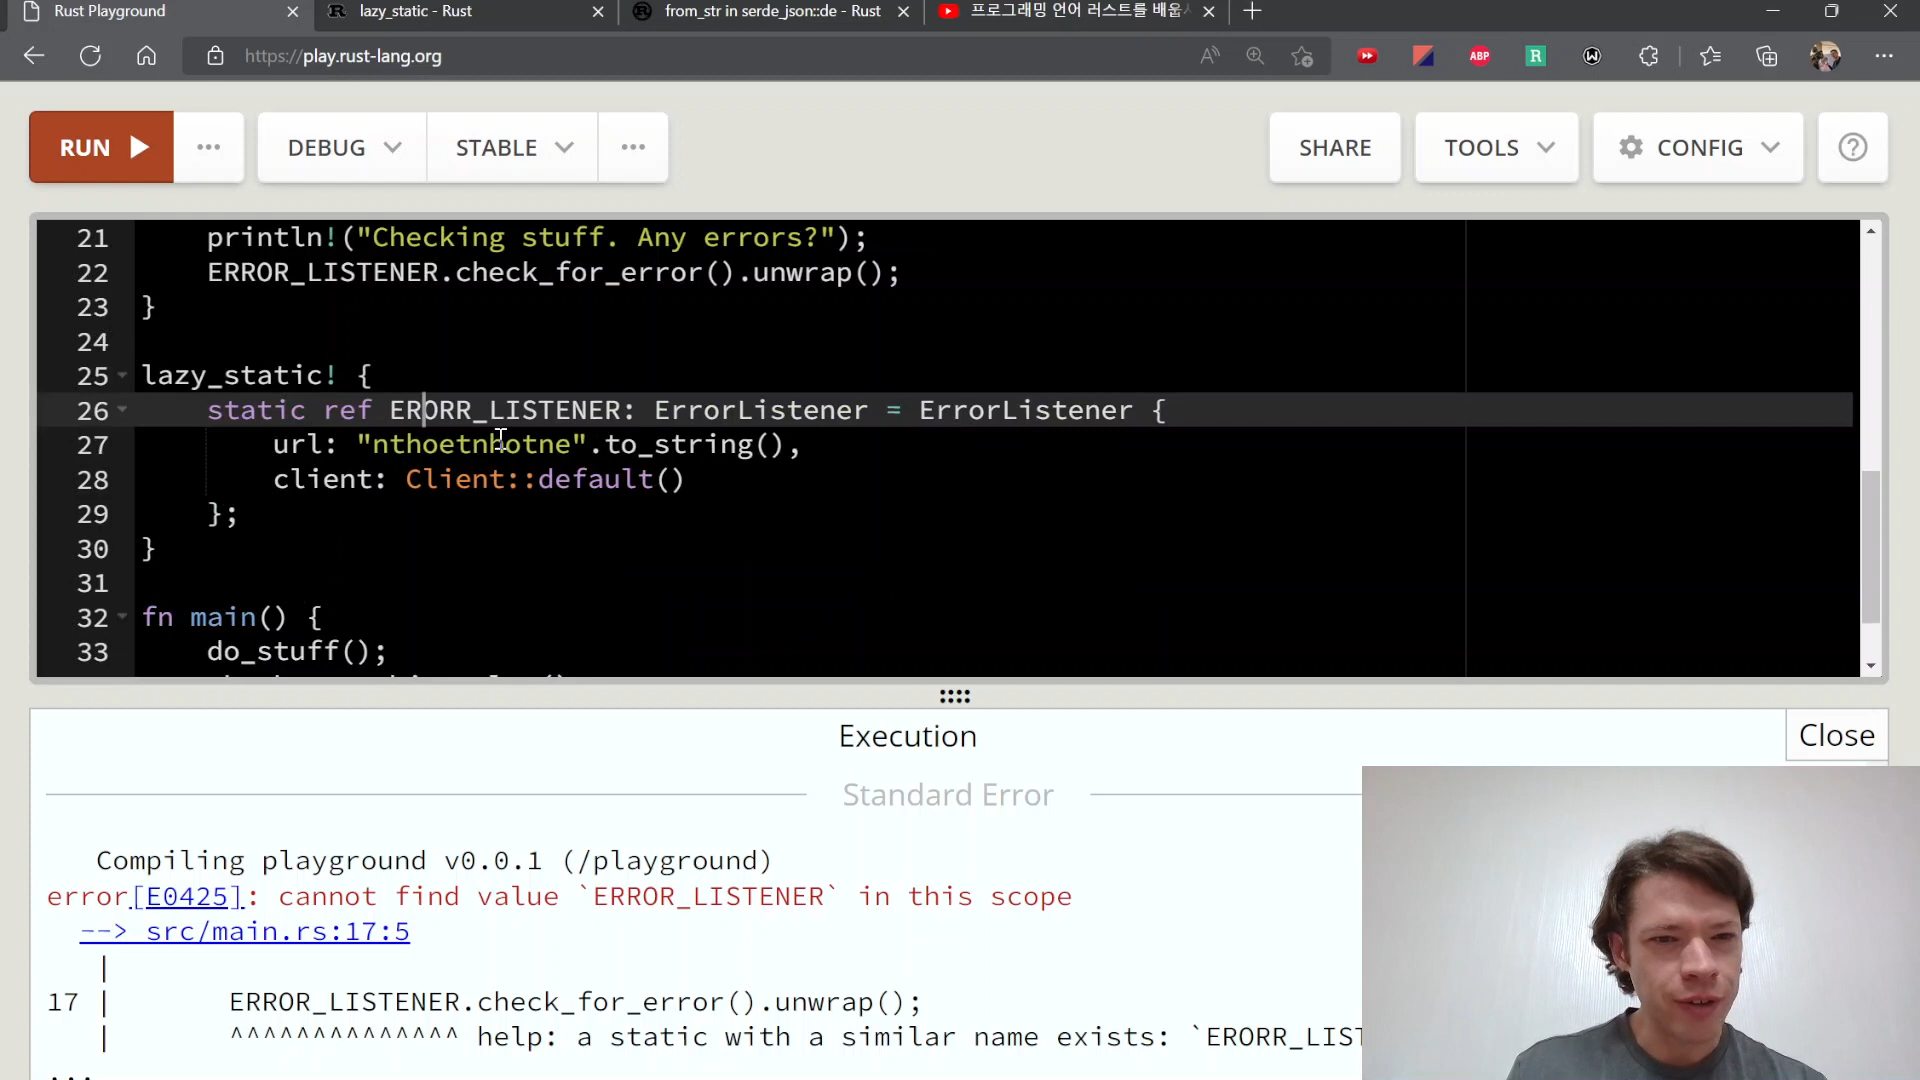 Rust Playground
lazy_static - Rust
from_str in serde_json::de - Rust
프로그래밍 언어 러스트를 배웁
https://play.rust-lang.org
ABP
R
RUN
DEBUG
STABLE
SHARE
TOOLS
CONFIG
21 println!("Checking stuff. Any errors?");
22 ERROR_LISTENER.check_for_error().unwrap();
23 }
24
25 lazy_static! {
26 static ref ERORR_LISTENER: ErrorListener = ErrorListener {
27 url: "nthoetnhotne".to_string(),
28 client: Client::default()
29 };
30 }
31
32 fn main() {
33 do_stuff();
Execution
Close
Standard Error
Compiling playground v0.0.1 (/playground)
error[E0425]: cannot find value `ERROR_LISTENER` in this scope
--> src/main.rs:17:5
|
17 | ERROR_LISTENER.check_for_error().unwrap();
| ^^^^^^^^^^^^^^ help: a static with a similar name exists: `ERORR_LIST
...